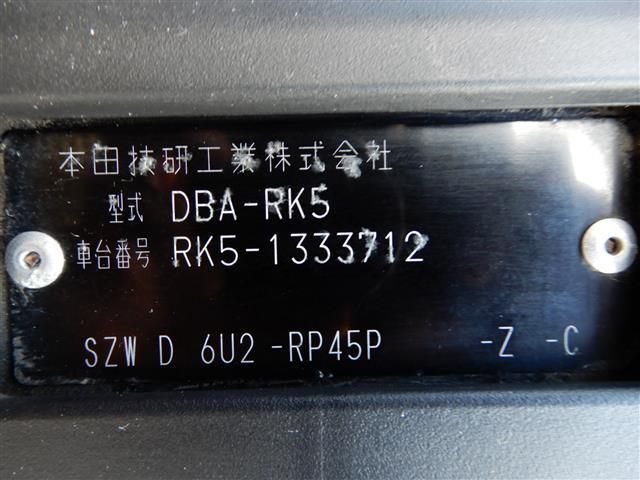 本田技研工業株式会社
型式 DBA-RK5
車台番号 RK5-1333712
SZW D 6U2 -RP45P -Z -C